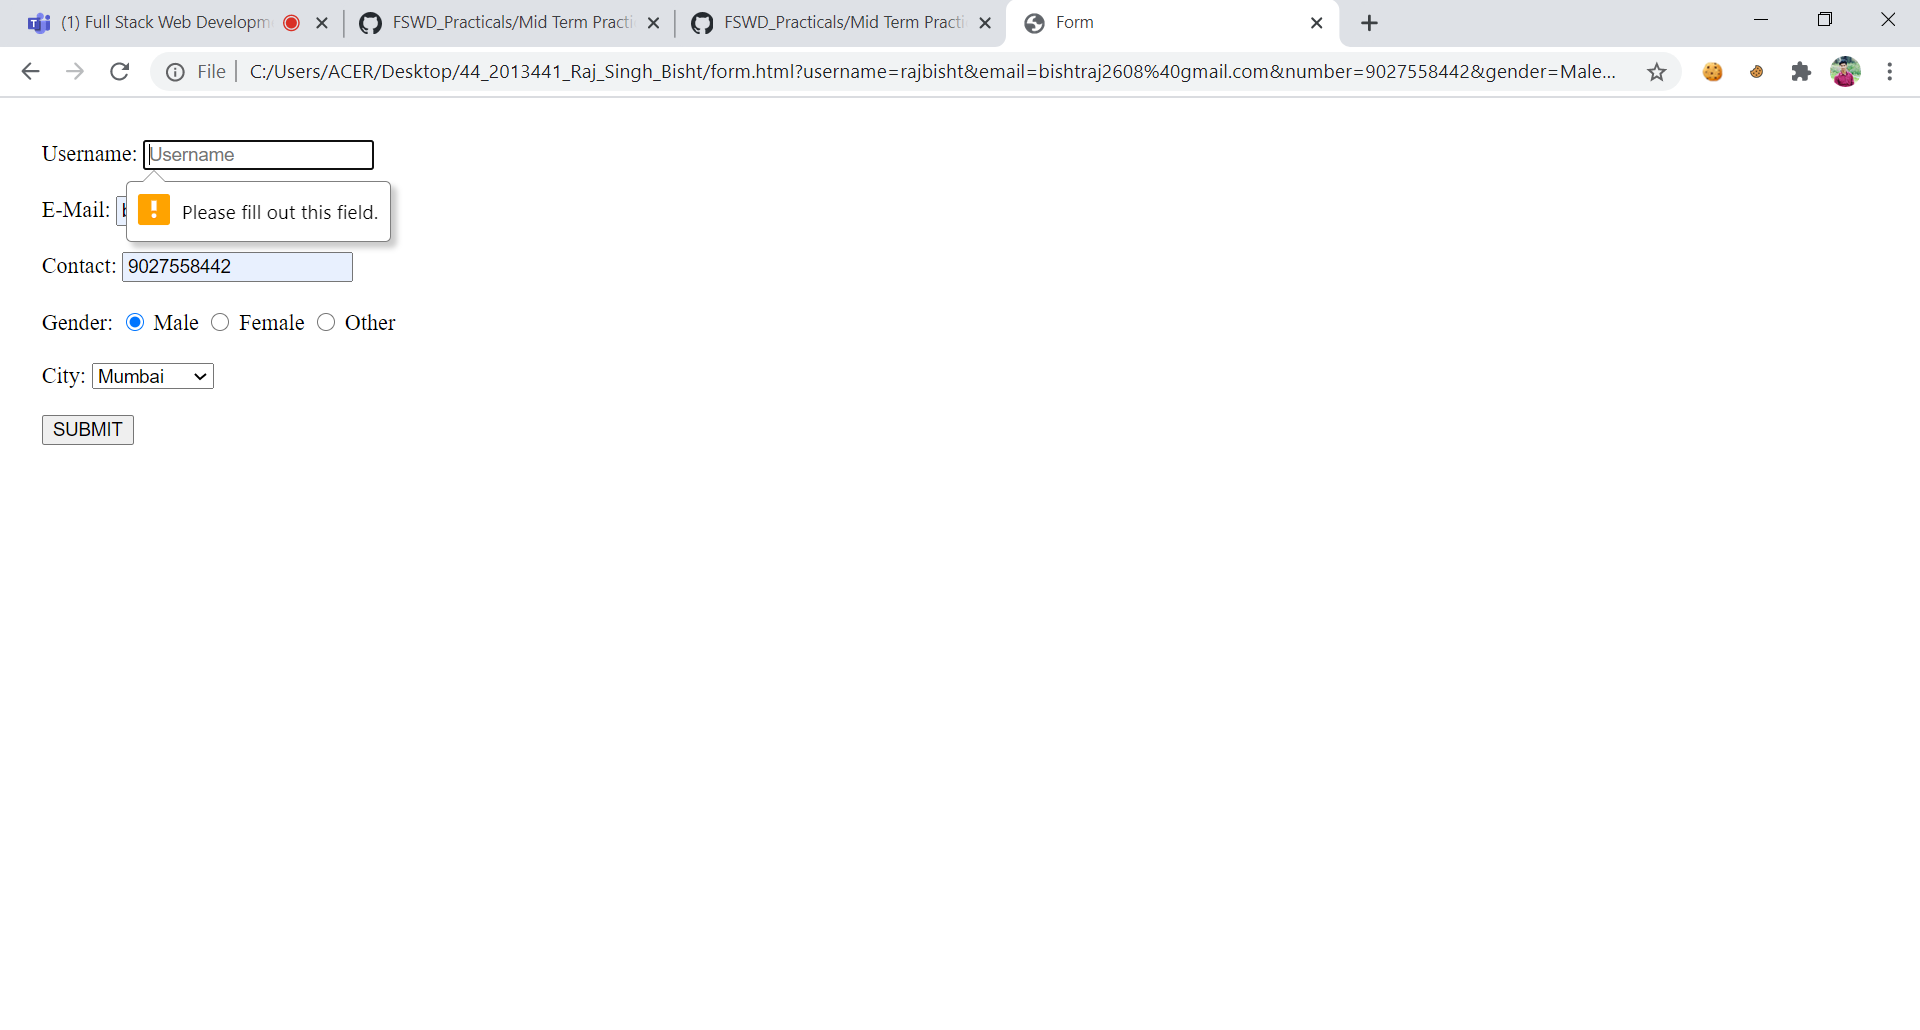 (1) Full Stack Web Developm
FSWD_Practicals/Mid Term Practi
FSWD_Practicals/Mid Term Practi
Form
File
C:/Users/ACER/Desktop/44_2013441_Raj_Singh_Bisht/form.html?username=rajbisht&email=bishtraj2608%40gmail.com&number=9027558442&gender=Male...
Username: Username
E-Mail: b
Please fill out this field.
Contact: 9027558442
Gender: Male Female Other
City: Mumbai
SUBMIT